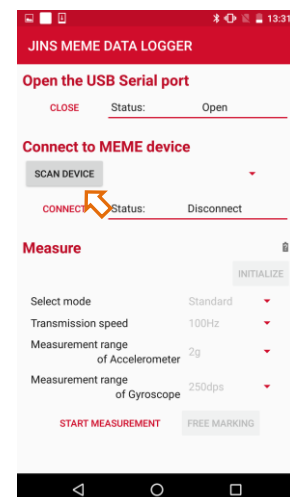 13:31
JINS MEME DATA LOGGER
Open the USB Serial port
CLOSE Status: Open
Connect to MEME device
SCAN DEVICE
CONNECT Status: Disconnect
Measure
INITIALIZE
Select mode Standard
Transmission speed 100Hz
Measurement range
of Accelerometer 2g
Measurement range
of Gyroscope 250dps
START MEASUREMENT FREE MARKING